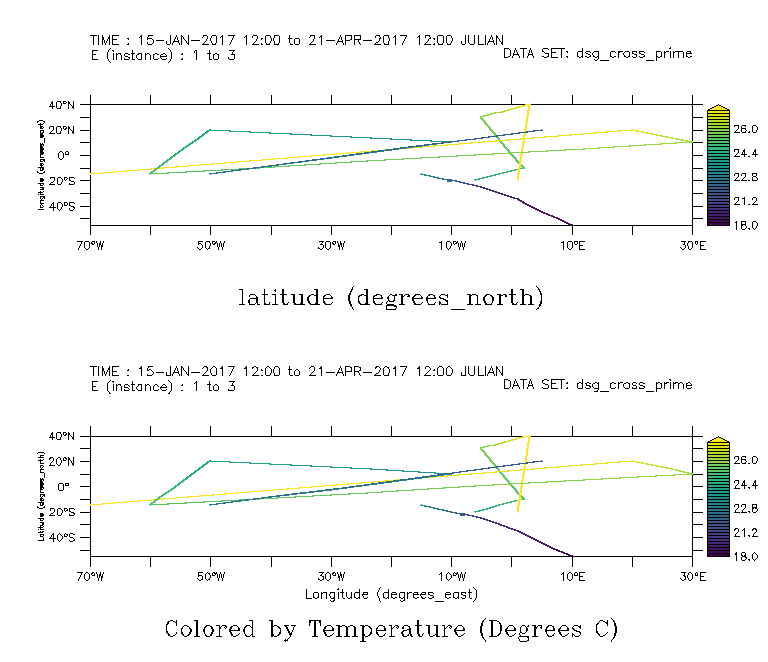 TIME : 15-JAN-2017 12:00 to 21-APR-2017 12:00 JULIAN
E (instance) : 1 to 3
DATA SET: dsg_cross_prime
40°N
20°N
0°
20°S
40°S
longitude (degrees_east)
70°W 50°W 30°W 10°W 10°E 30°E
26.0
24.4
22.8
21.2
18.0
latitude (degrees_north)
TIME : 15-JAN-2017 12:00 to 21-APR-2017 12:00 JULIAN
E (instance) : 1 to 3
DATA SET: dsg_cross_prime
40°N
20°N
0°
20°S
40°S
Latitude (degrees_north)
70°W 50°W 30°W 10°W 10°E 30°E
26.0
24.4
22.8
21.2
18.0
Longitude (degrees_east)
Colored by Temperature (Degrees C)